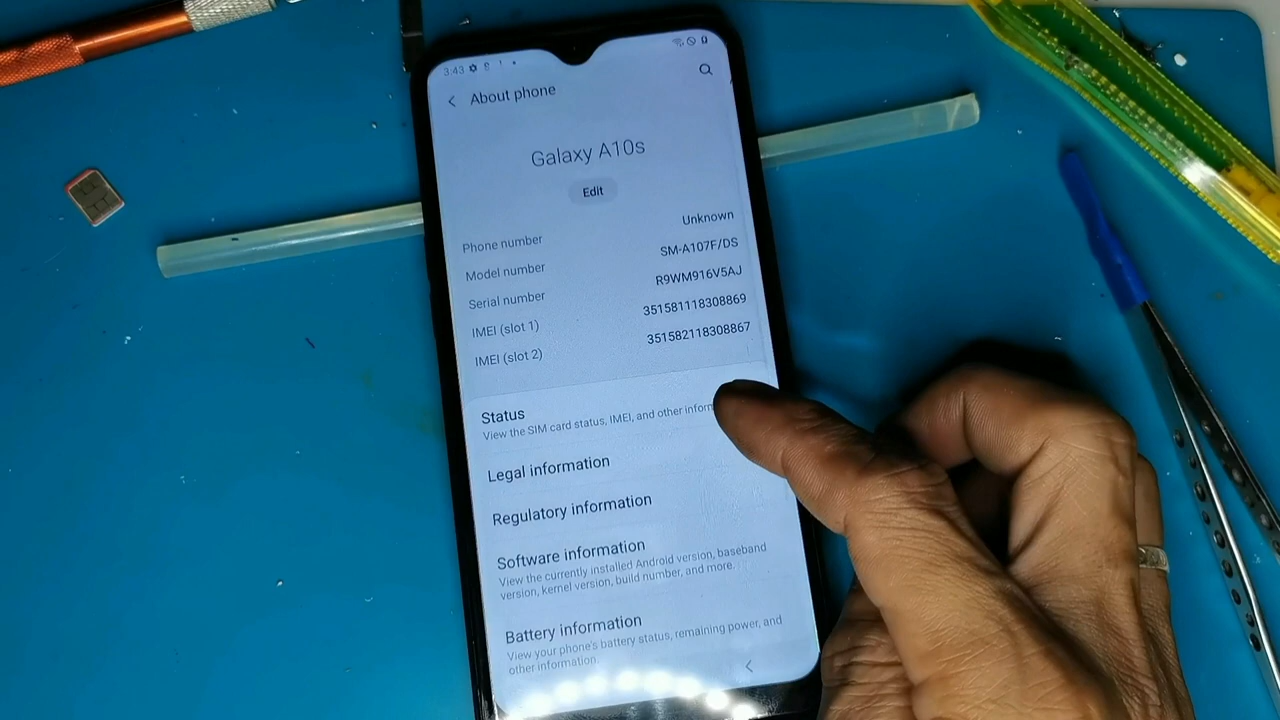 3:43
About phone
Galaxy A10s
Edit
Phone number Unknown
Model number SM-A107F/DS
Serial number R9WM916V5AJ
IMEI (slot 1) 351581118308869
IMEI (slot 2) 351582118308867
Status
View the SIM card status, IMEI, and other inform
Legal information
Regulatory information
Software information
View the currently installed Android version, baseband
version, kernel version, build number, and more.
Battery information
View your phone's battery status, remaining power, and
other information.